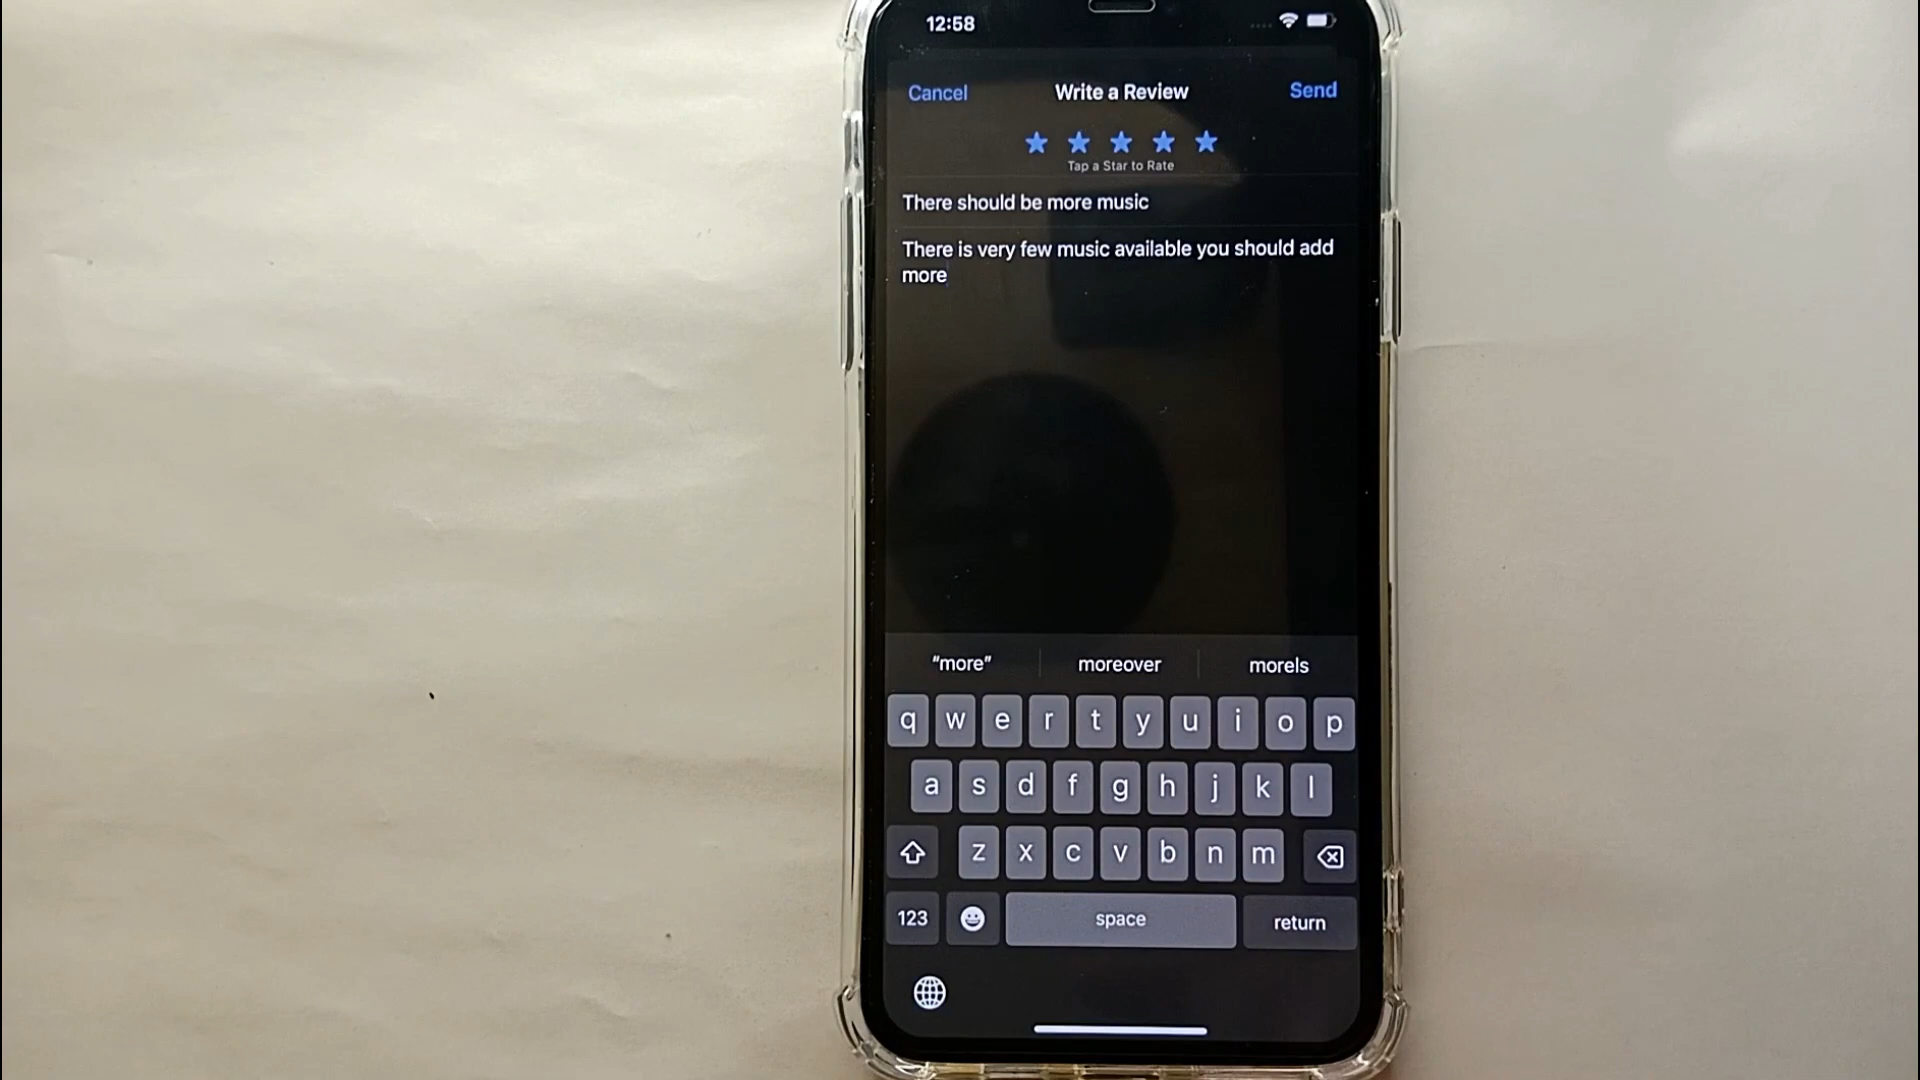 12:58
Cancel Write a Review Send
Tap a Star to Rate
There should be more music
There is very few music available you should add
more
"more" moreover morels
q w e r t y u i o p
a s d f g h j k l
z x c v b n m
123 space return